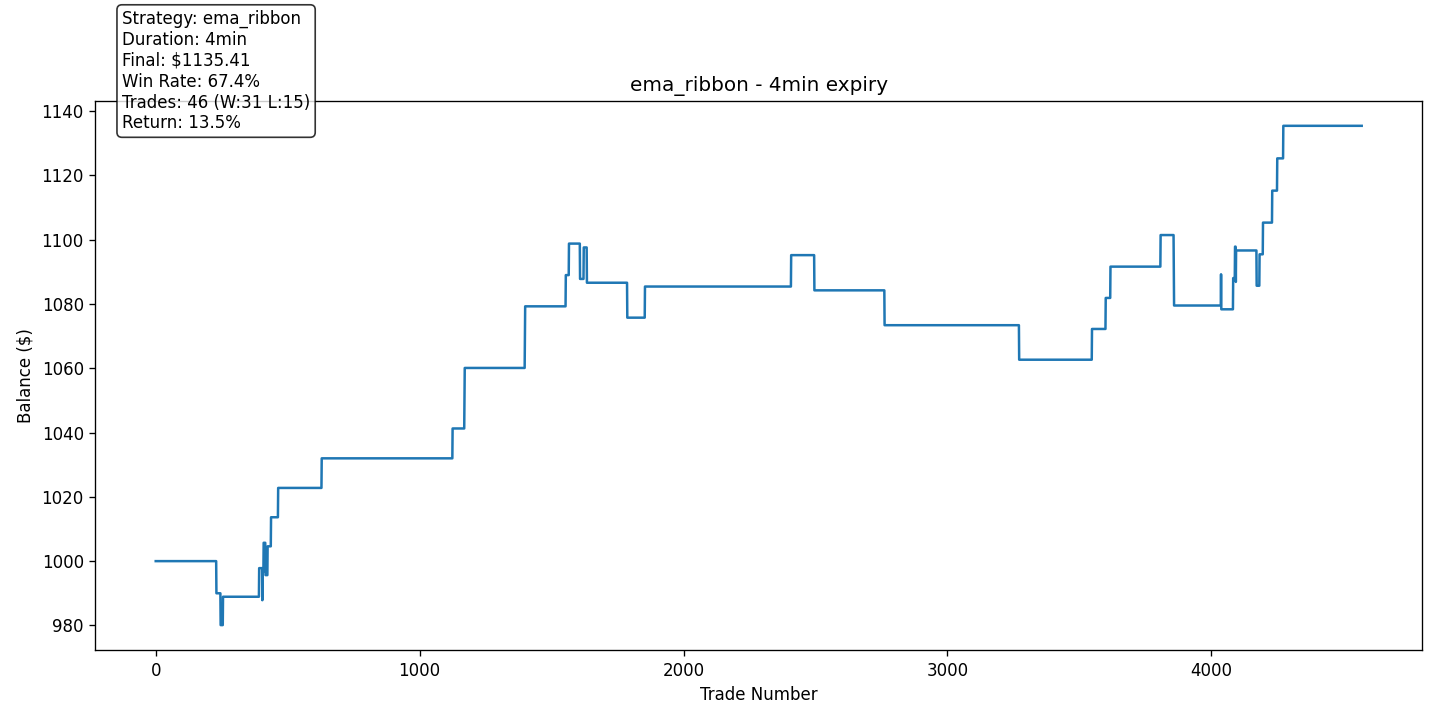 Strategy: ema_ribbon
Duration: 4min
Final: $1135.41
Win Rate: 67.4%
Trades: 46 (W:31 L:15)
Return: 13.5%
ema_ribbon - 4min expiry
Balance ($)
1140
1120
1100
1080
1060
1040
1020
1000
980
0
1000
2000
3000
4000
Trade Number